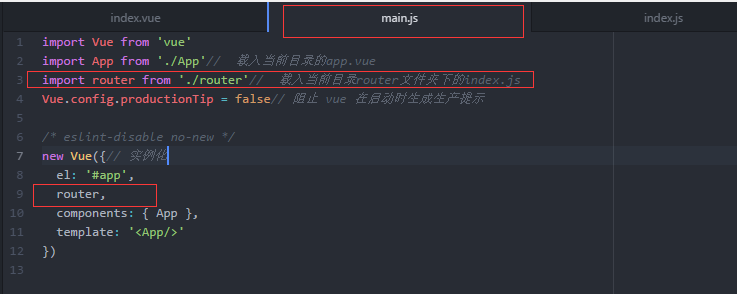 index.vue main.js index.js
1 import Vue from 'vue'
2 import App from './App'// 载入当前目录的app.vue
3 import router from './router'// 载入当前目录router文件夹下的index.js
4 Vue.config.productionTip = false// 阻止 vue 在启动时生成生产提示
5
6 /* eslint-disable no-new */
7 new Vue({// 实例化
8 el: '#app',
9 router,
10 components: { App },
11 template: '<App/>'
12 })
13